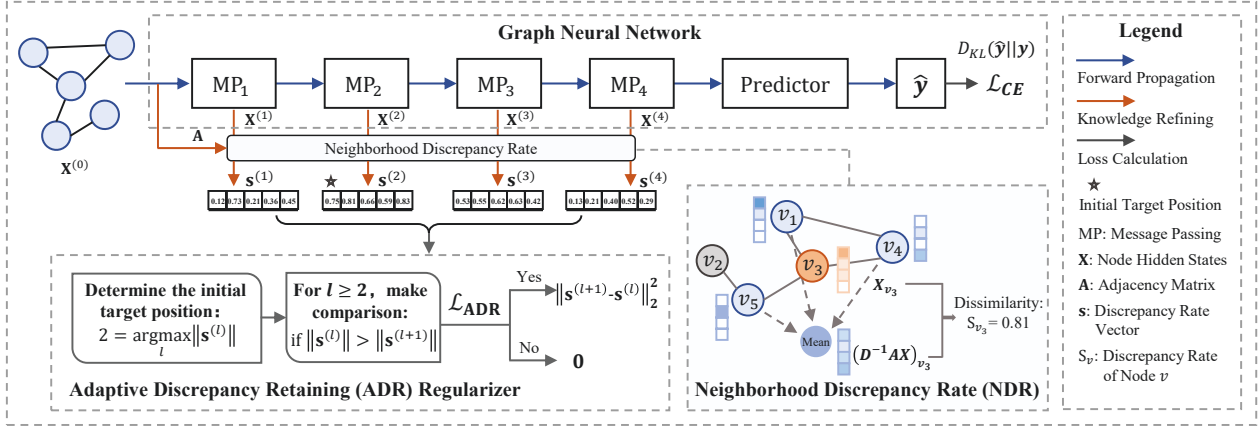 Graph Neural Network
X⁽⁰⁾
MP₁
MP₂
MP₃
MP₄
Predictor
ŷ
D_KL(ŷ||y)
ℒ_CE
A
X⁽¹⁾
X⁽²⁾
X⁽³⁾
X⁽⁴⁾
Neighborhood Discrepancy Rate
s⁽¹⁾
s⁽²⁾
s⁽³⁾
s⁽⁴⁾
0.12 0.73 0.21 0.36 0.45
0.75 0.81 0.66 0.59 0.83
0.53 0.55 0.62 0.63 0.42
0.13 0.21 0.40 0.52 0.29
Determine the initial
target position：
2 = argmax‖s⁽ˡ⁾‖
l
For l ≥ 2，make
comparison:
if ‖s⁽ˡ⁾‖ > ‖s⁽ˡ⁺¹⁾‖
ℒ_ADR
Yes
‖s⁽ˡ⁺¹⁾-s⁽ˡ⁾‖₂²
No
0
Adaptive Discrepancy Retaining (ADR) Regularizer
v₁
v₂
v₃
v₄
v₅
Mean
X_v₃
(D⁻¹AX)_v₃
Dissimilarity:
S_v₃ = 0.81
Neighborhood Discrepancy Rate (NDR)
Legend
Forward Propagation
Knowledge Refining
Loss Calculation
Initial Target Position
MP: Message Passing
X: Node Hidden States
A: Adjacency Matrix
s: Discrepancy Rate
Vector
S_v: Discrepancy Rate
of Node v